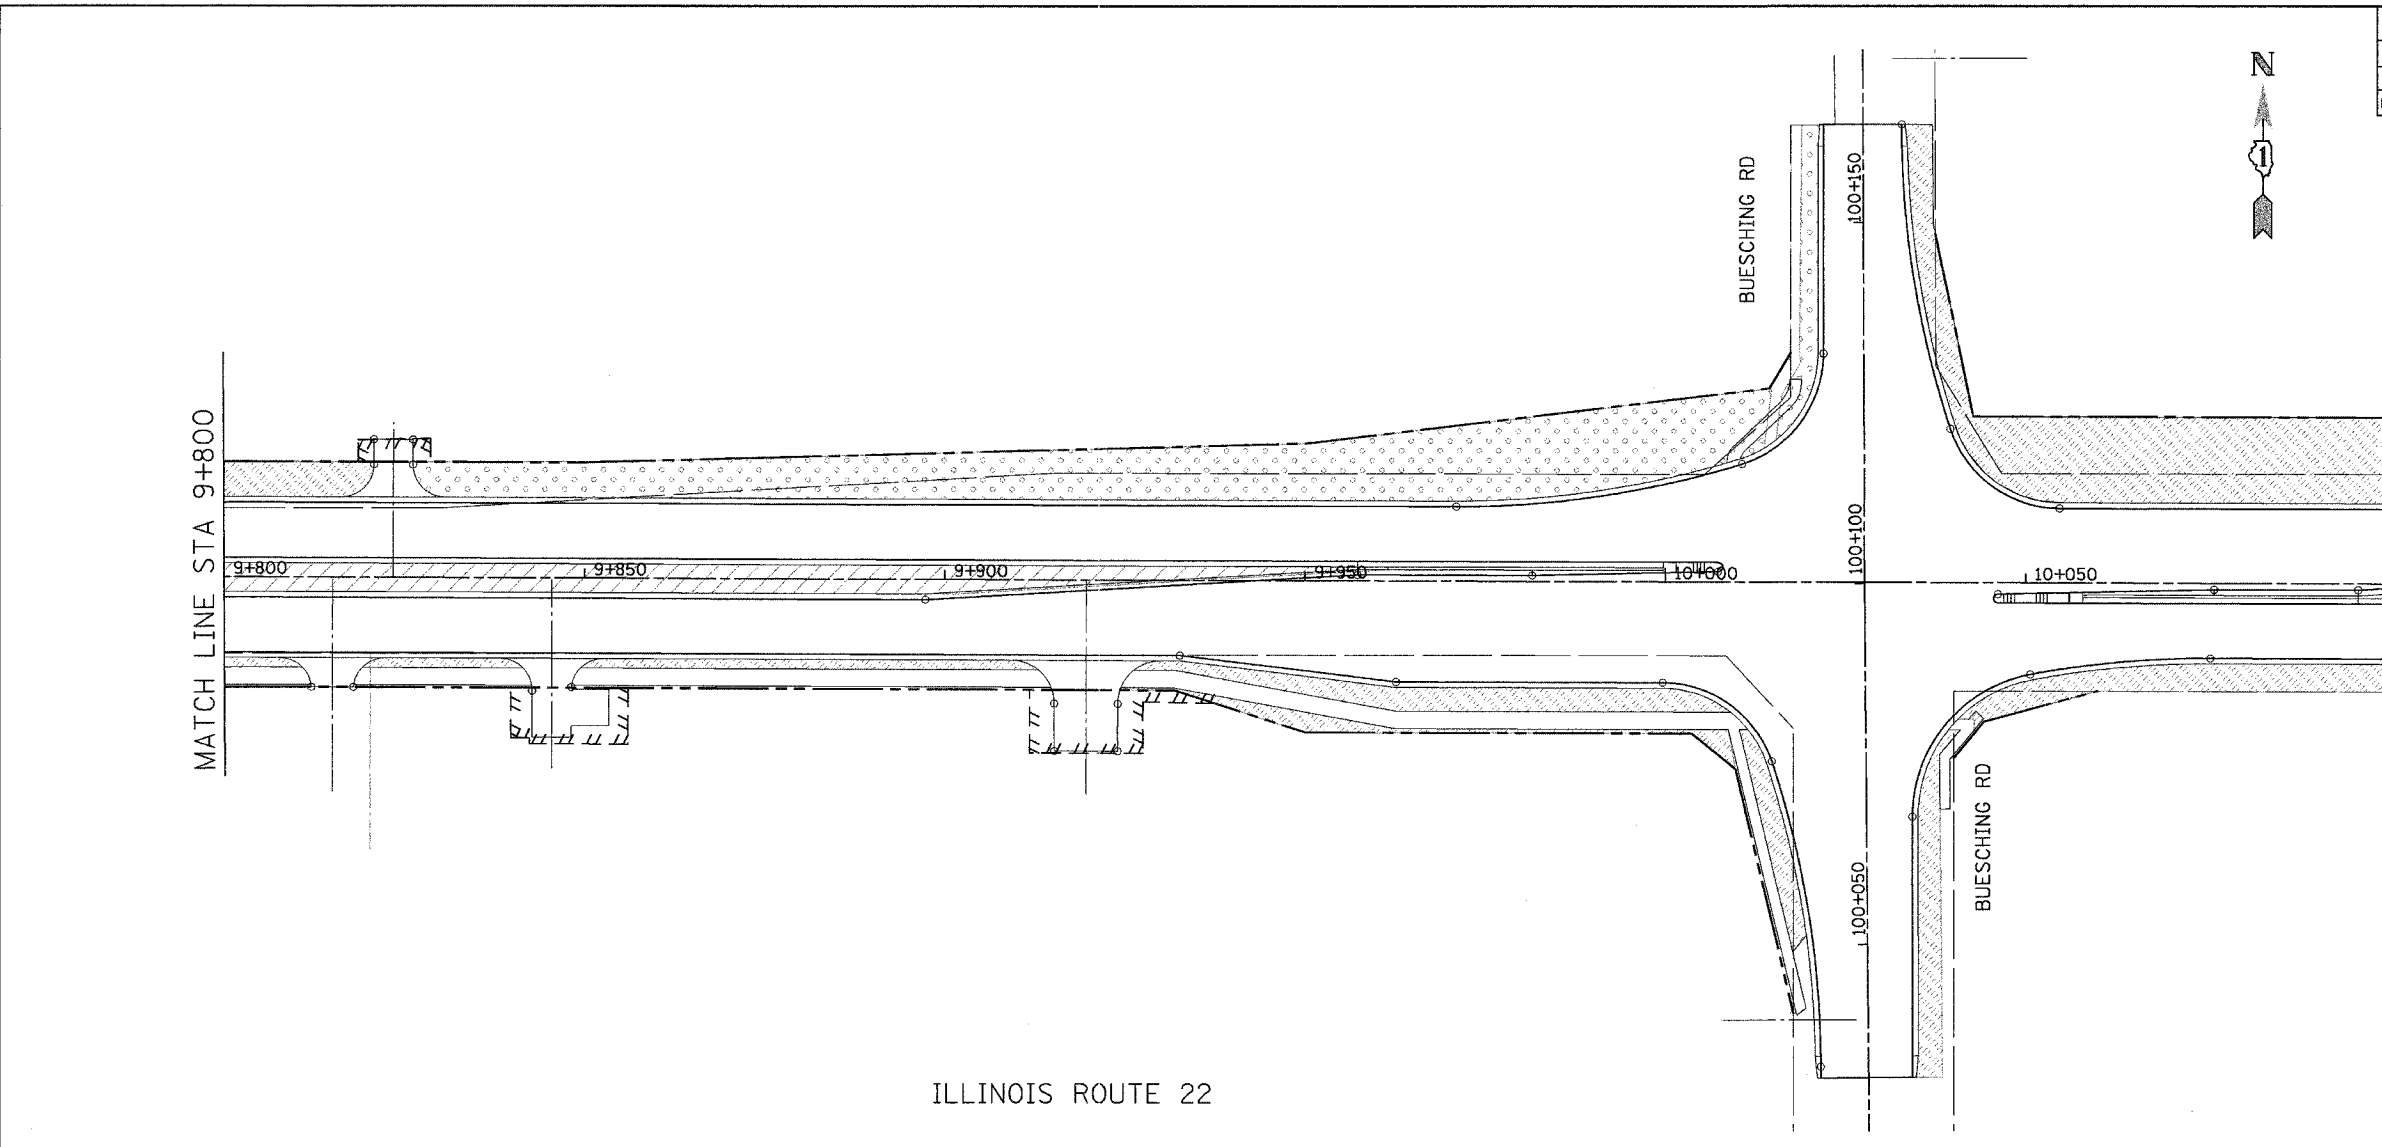 N
1
BUESCHING RD
100+150
MATCH LINE STA 9+800
100+100
9+800
9+850
9+900
9+950
10+000
10+050
BUESCHING RD
100+050
ILLINOIS ROUTE 22